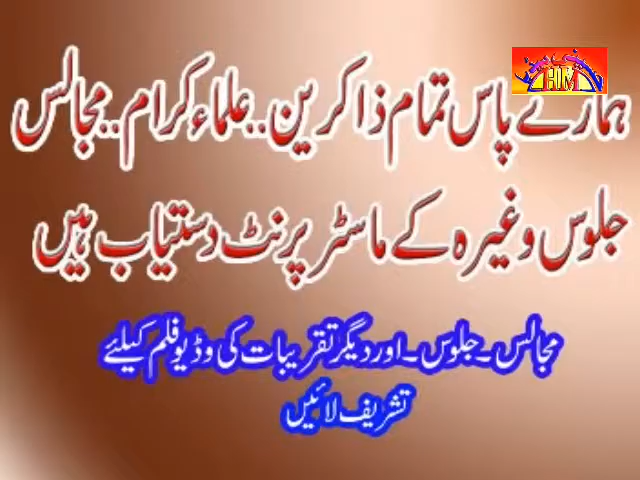 ہمارے پاس تمام ذاکرین..علماء کرام..مجالس
جلوس وغیرہ کے ماسٹر پرنٹ دستیاب ہیں
مجالس۔جلوس۔اور دیگر تقریبات کی وڈیو فلم کیلئے
تشریف لائیں